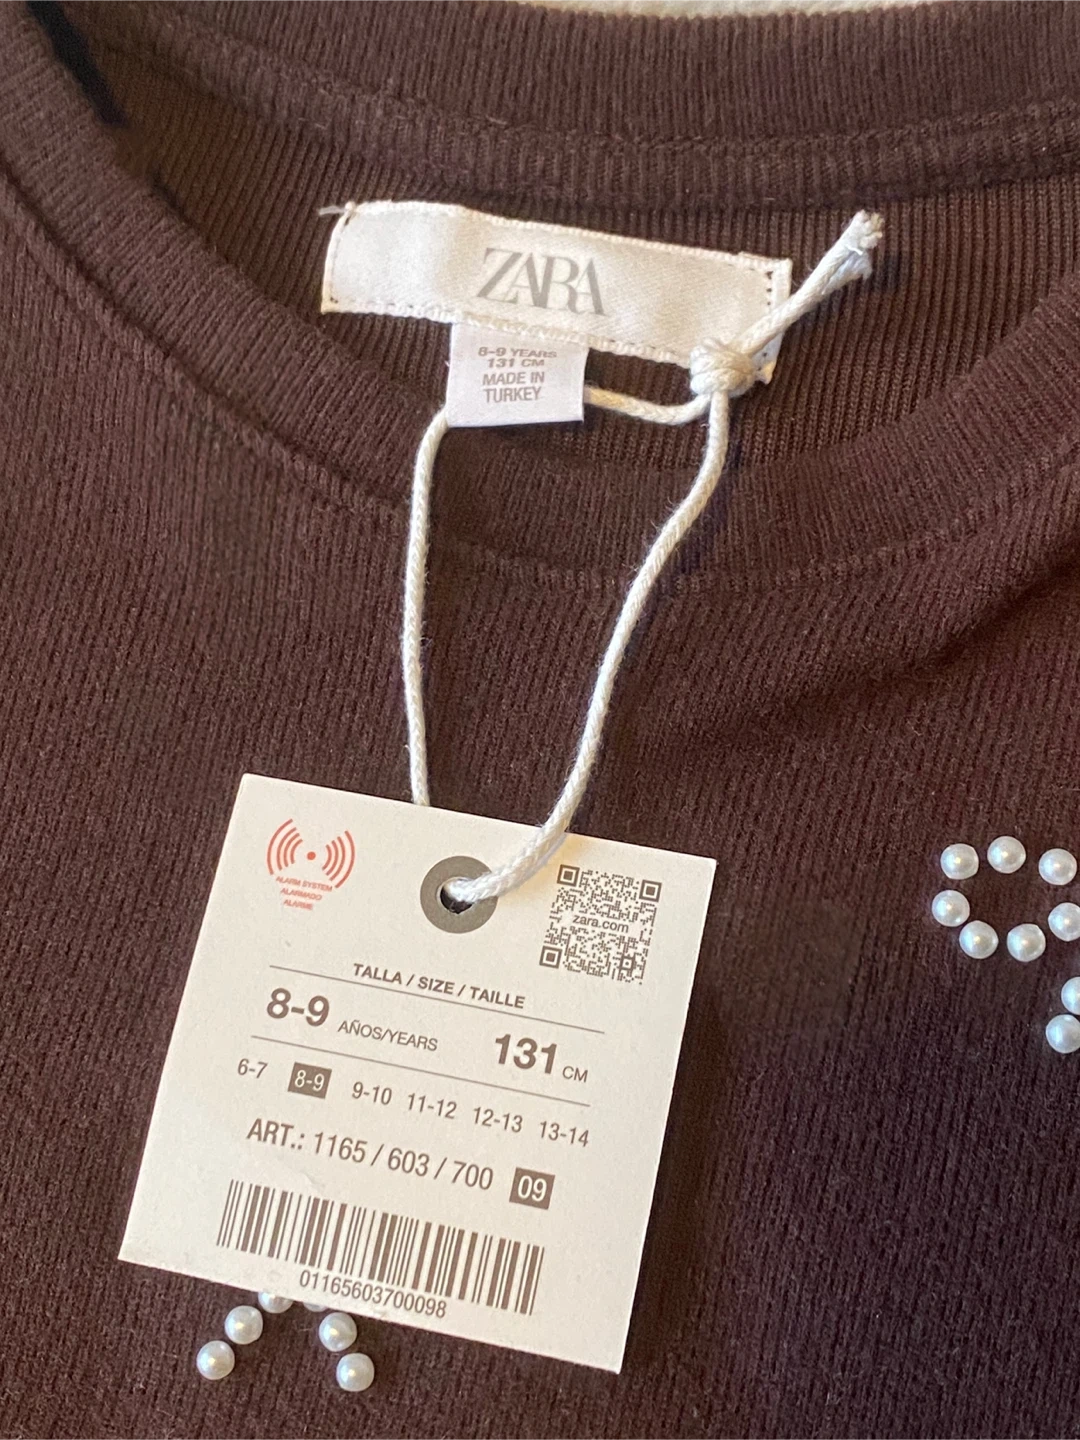 ZARA
8-9 YEARS
131 CM
MADE IN
TURKEY
ALARM SYSTEM
ALARMADO
ALARME
zara.com
TALLA / SIZE / TAILLE
8-9 AÑOS/YEARS 131 CM
6-7 8-9 9-10 11-12 12-13 13-14
ART.: 1165 / 603 / 700 09
01165603700098